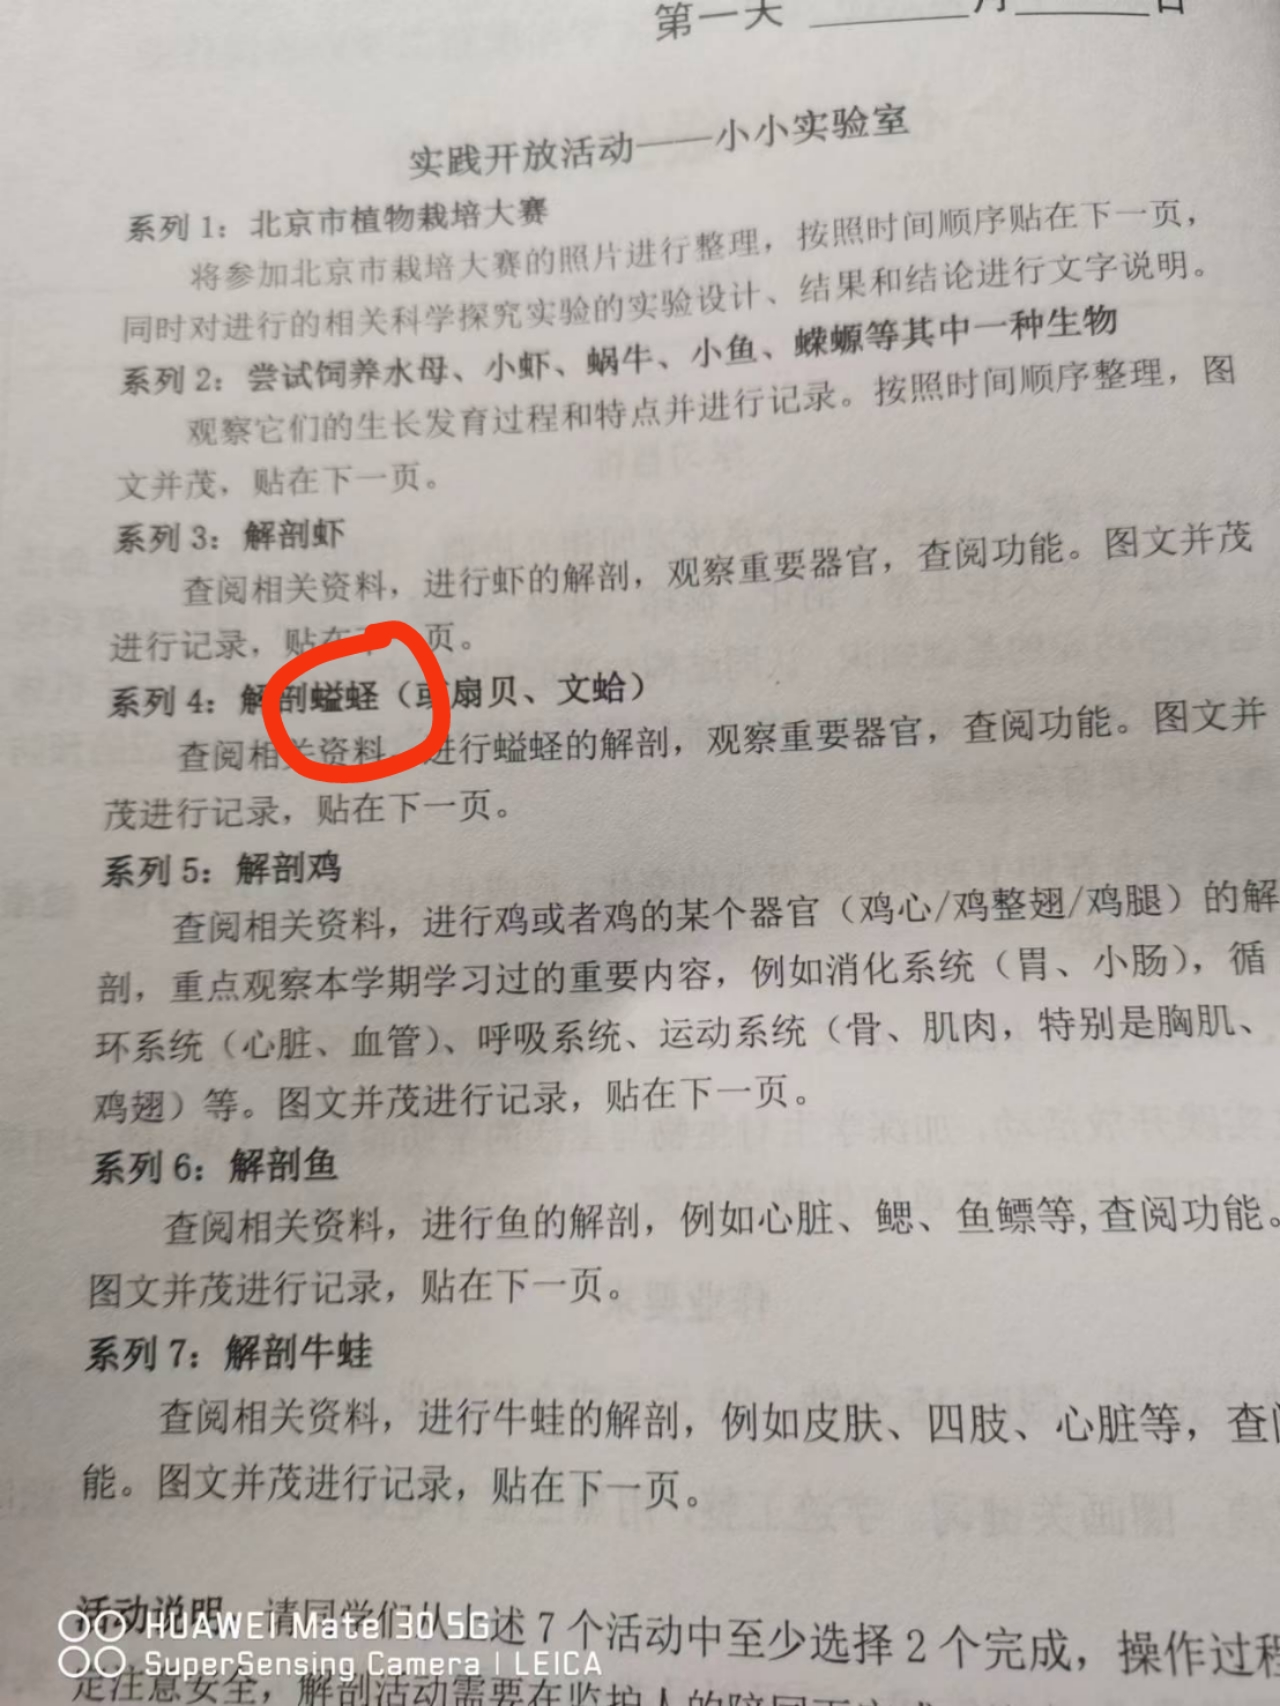 第一天 ______月______日
实践开放活动——小小实验室
系列1：北京市植物栽培大赛
将参加北京市栽培大赛的照片进行整理，按照时间顺序贴在下一页，
同时对进行的相关科学探究实验的实验设计、结果和结论进行文字说明。
系列2：尝试饲养水母、小虾、蜗牛、小鱼、蝾螈等其中一种生物
观察它们的生长发育过程和特点并进行记录。按照时间顺序整理，图
文并茂，贴在下一页。
系列3：解剖虾
查阅相关资料，进行虾的解剖，观察重要器官，查阅功能。图文并茂
进行记录，贴在下一页。
系列4：解剖蜢蛏（或扇贝、文蛤）
查阅相关资料，进行蜢蛏的解剖，观察重要器官，查阅功能。图文并
茂进行记录，贴在下一页。
系列5：解剖鸡
查阅相关资料，进行鸡或者鸡的某个器官（鸡心/鸡整翅/鸡腿）的解
剖，重点观察本学期学习过的重要内容，例如消化系统（胃、小肠），循
环系统（心脏、血管）、呼吸系统、运动系统（骨、肌肉，特别是胸肌、
鸡翅）等。图文并茂进行记录，贴在下一页。
系列6：解剖鱼
查阅相关资料，进行鱼的解剖，例如心脏、鳃、鱼鳔等,查阅功能。
图文并茂进行记录，贴在下一页。
系列7：解剖牛蛙
查阅相关资料，进行牛蛙的解剖，例如皮肤、四肢、心脏等，查阅
能。图文并茂进行记录，贴在下一页。
活动说明 请同学们从上述7个活动中至少选择2个完成，操作过程
HUAWEI Mate 30 5G
SuperSensing Camera | LEICA
定注意安全，解剖活动需要在监护人的陪同下